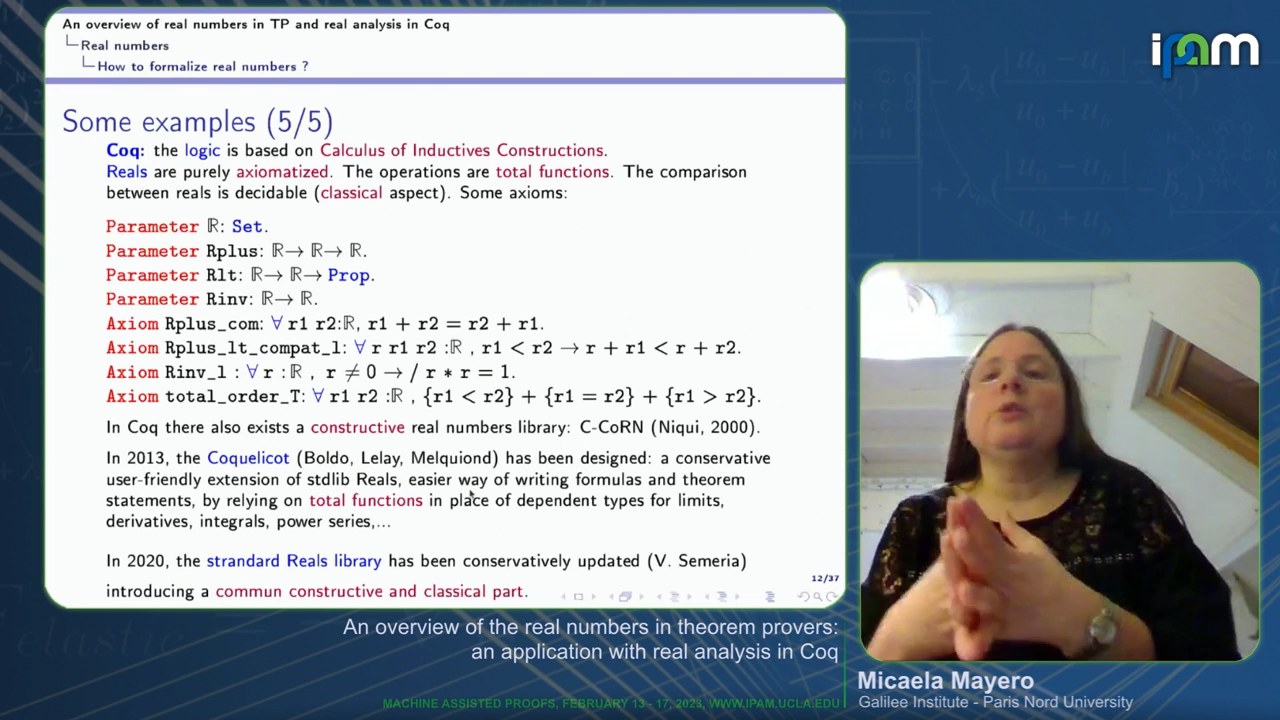 An overview of real numbers in TP and real analysis in Coq
Real numbers
How to formalize real numbers ?
Some examples (5/5)
Coq: the logic is based on Calculus of Inductives Constructions.
Reals are purely axiomatized. The operations are total functions. The comparison
between reals is decidable (classical aspect). Some axioms:
Parameter ℝ: Set.
Parameter Rplus: ℝ→ ℝ→ ℝ.
Parameter Rlt: ℝ→ ℝ→ Prop.
Parameter Rinv: ℝ→ ℝ.
Axiom Rplus_com: ∀ r1 r2:ℝ, r1 + r2 = r2 + r1.
Axiom Rplus_lt_compat_l: ∀ r r1 r2 :ℝ , r1 < r2 → r + r1 < r + r2.
Axiom Rinv_l : ∀ r : ℝ , r ≠ 0 → / r * r = 1.
Axiom total_order_T: ∀ r1 r2 :ℝ , {r1 < r2} + {r1 = r2} + {r1 > r2}.
In Coq there also exists a constructive real numbers library: C-CoRN (Niqui, 2000).
In 2013, the Coquelicot (Boldo, Lelay, Melquiond) has been designed: a conservative
user-friendly extension of stdlib Reals, easier way of writing formulas and theorem
statements, by relying on total functions in place of dependent types for limits,
derivatives, integrals, power series,...
In 2020, the strandard Reals library has been conservatively updated (V. Semeria)
introducing a commun constructive and classical part.
12/37
ipam
An overview of the real numbers in theorem provers:
an application with real analysis in Coq
MACHINE ASSISTED PROOFS, FEBRUARY 13 - 17, 2023, WWW.IPAM.UCLA.EDU
Micaela Mayero
Galilee Institute - Paris Nord University
elastic